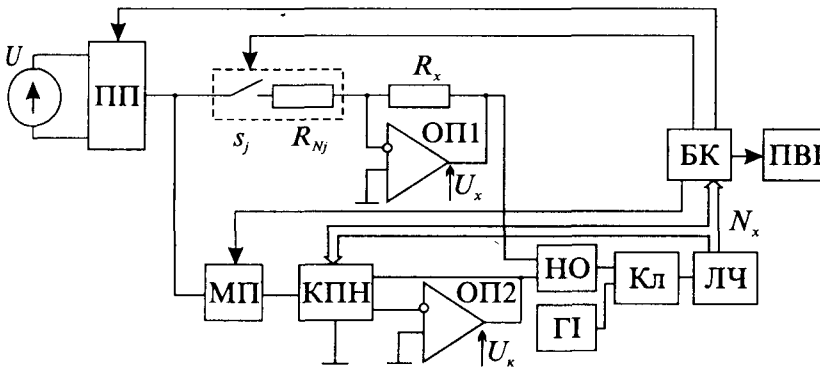 U
ПП
s_j
R_Nj
R_x
ОП1
U_x
БК
ПВІ
N_x
МП
КПН
ОП2
U_к
НО
ГІ
Кл
ЛЧ